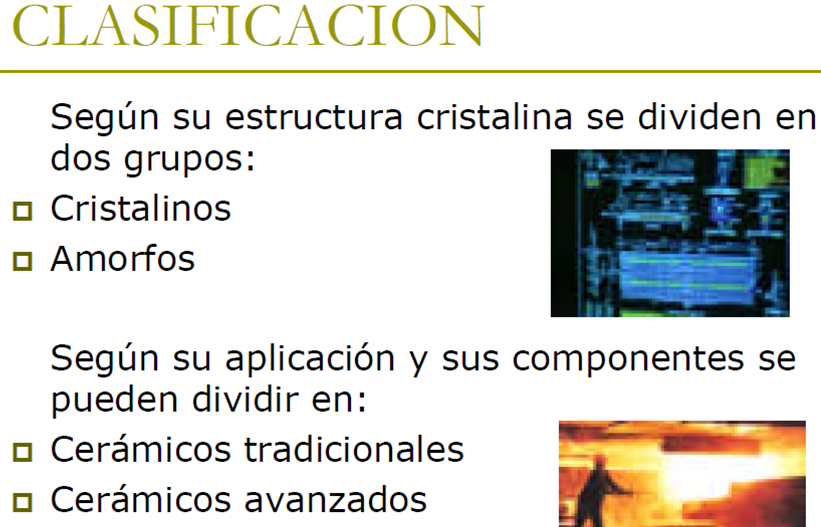 CLASIFICACIÓN
Según su estructura cristalina se dividen en
dos grupos:
Cristalinos
Amorfos
Según su aplicación y sus componentes se
pueden dividir en:
Cerámicos tradicionales
Cerámicos avanzados